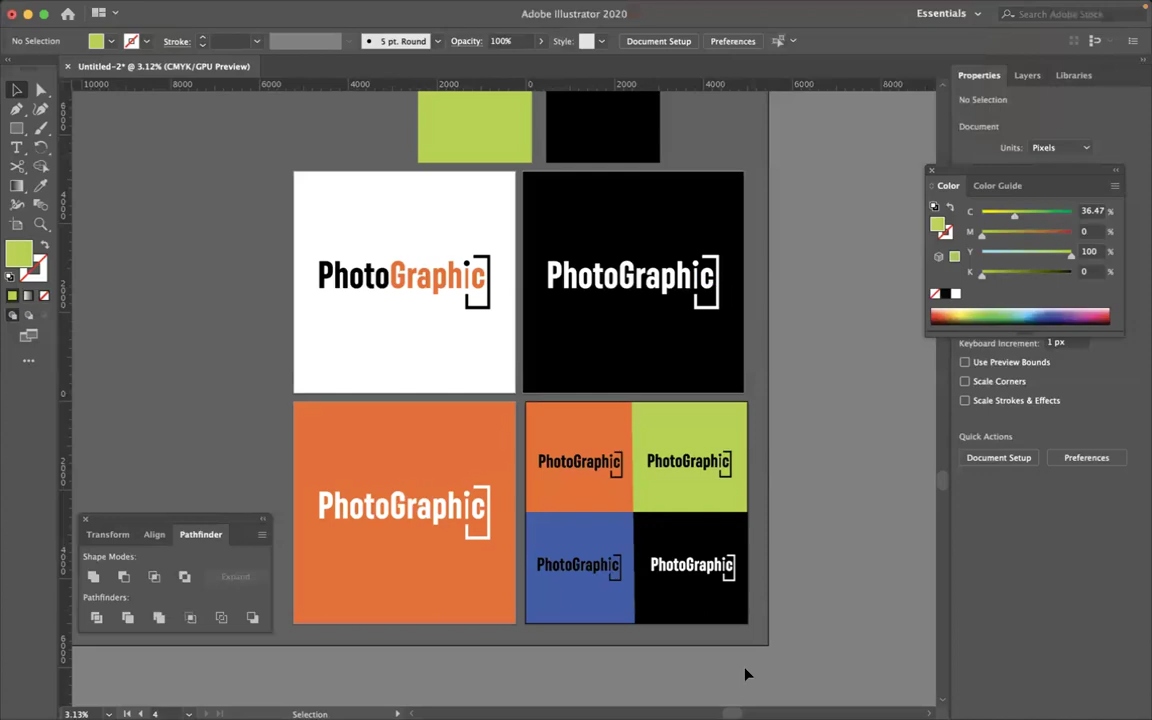 Adobe Illustrator 2020
Essentials
Search Adobe Stock
No Selection
Stroke:
5 pt. Round
Opacity: 100%
Style:
Document Setup
Preferences
Untitled-2* @ 3.12% (CMYK/GPU Preview)
Properties Layers Libraries
10000 8000 6000 0 2000 4000 6000 8000
No Selection
Document
Units: Pixels
Color Color Guide
C 36.47 %
M 0 %
Y 100 %
K 0 %
PhotoGraphic
PhotoGraphic
Keyboard Increment: 1 px
Use Preview Bounds
Scale Corners
Scale Strokes & Effects
Quick Actions
Document Setup
Preferences
PhotoGraphic
PhotoGraphic
PhotoGraphic
PhotoGraphic
PhotoGraphic
Transform Align Pathfinder
Shape Modes:
Expand
Pathfinders:
3.13%
4
Selection